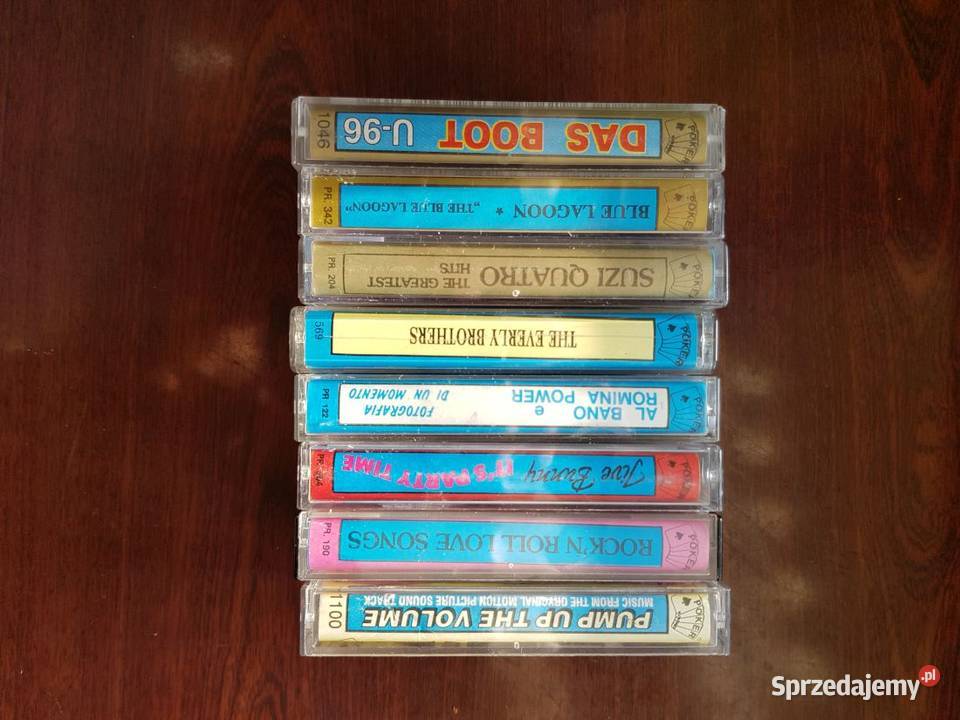 POKER DAS BOOT U-96 1046
POKER BLUE LAGOON * „THE BLUE LAGOON” PR. 342
POKER SUZI QUATRO THE GREATEST
HITS PR. 204
POKER THE EVERLY BROTHERS 569
POKER AL BANO
e
ROMINA POWER
FOTOGRAFIA
DI UN MOMENTO
PR 122
POKER Jive Bunny IT'S PARTY TIME
POKER ROCK'N ROLL LOVE SONGS PR. 190
POKER PUMP UP THE VOLUME
MUSIC FROM THE ORYGINAL MOTION PICTURE SOUND TRACK
1100
Sprzedajemy.pl